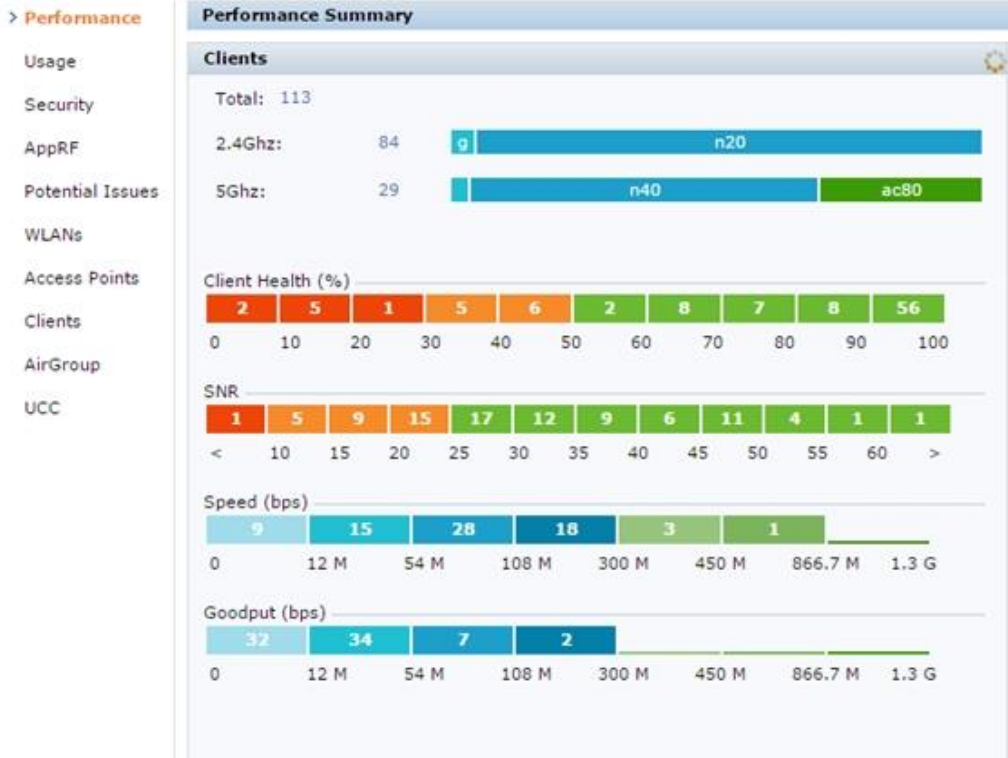 > Performance
Usage
Security
AppRF
Potential Issues
WLANs
Access Points
Clients
AirGroup
UCC
Performance Summary
Clients
Total: 113
2.4Ghz: 84 g n20
5Ghz: 29 n40 ac80
Client Health (%)
2 5 1 5 6 2 8 7 8 56
0 10 20 30 40 50 60 70 80 90 100
SNR
1 5 9 15 17 12 9 6 11 4 1 1
< 10 15 20 25 30 35 40 45 50 55 60 >
Speed (bps)
9 15 28 18 3 1
0 12 M 54 M 108 M 300 M 450 M 866.7 M 1.3 G
Goodput (bps)
32 34 7 2
0 12 M 54 M 108 M 300 M 450 M 866.7 M 1.3 G